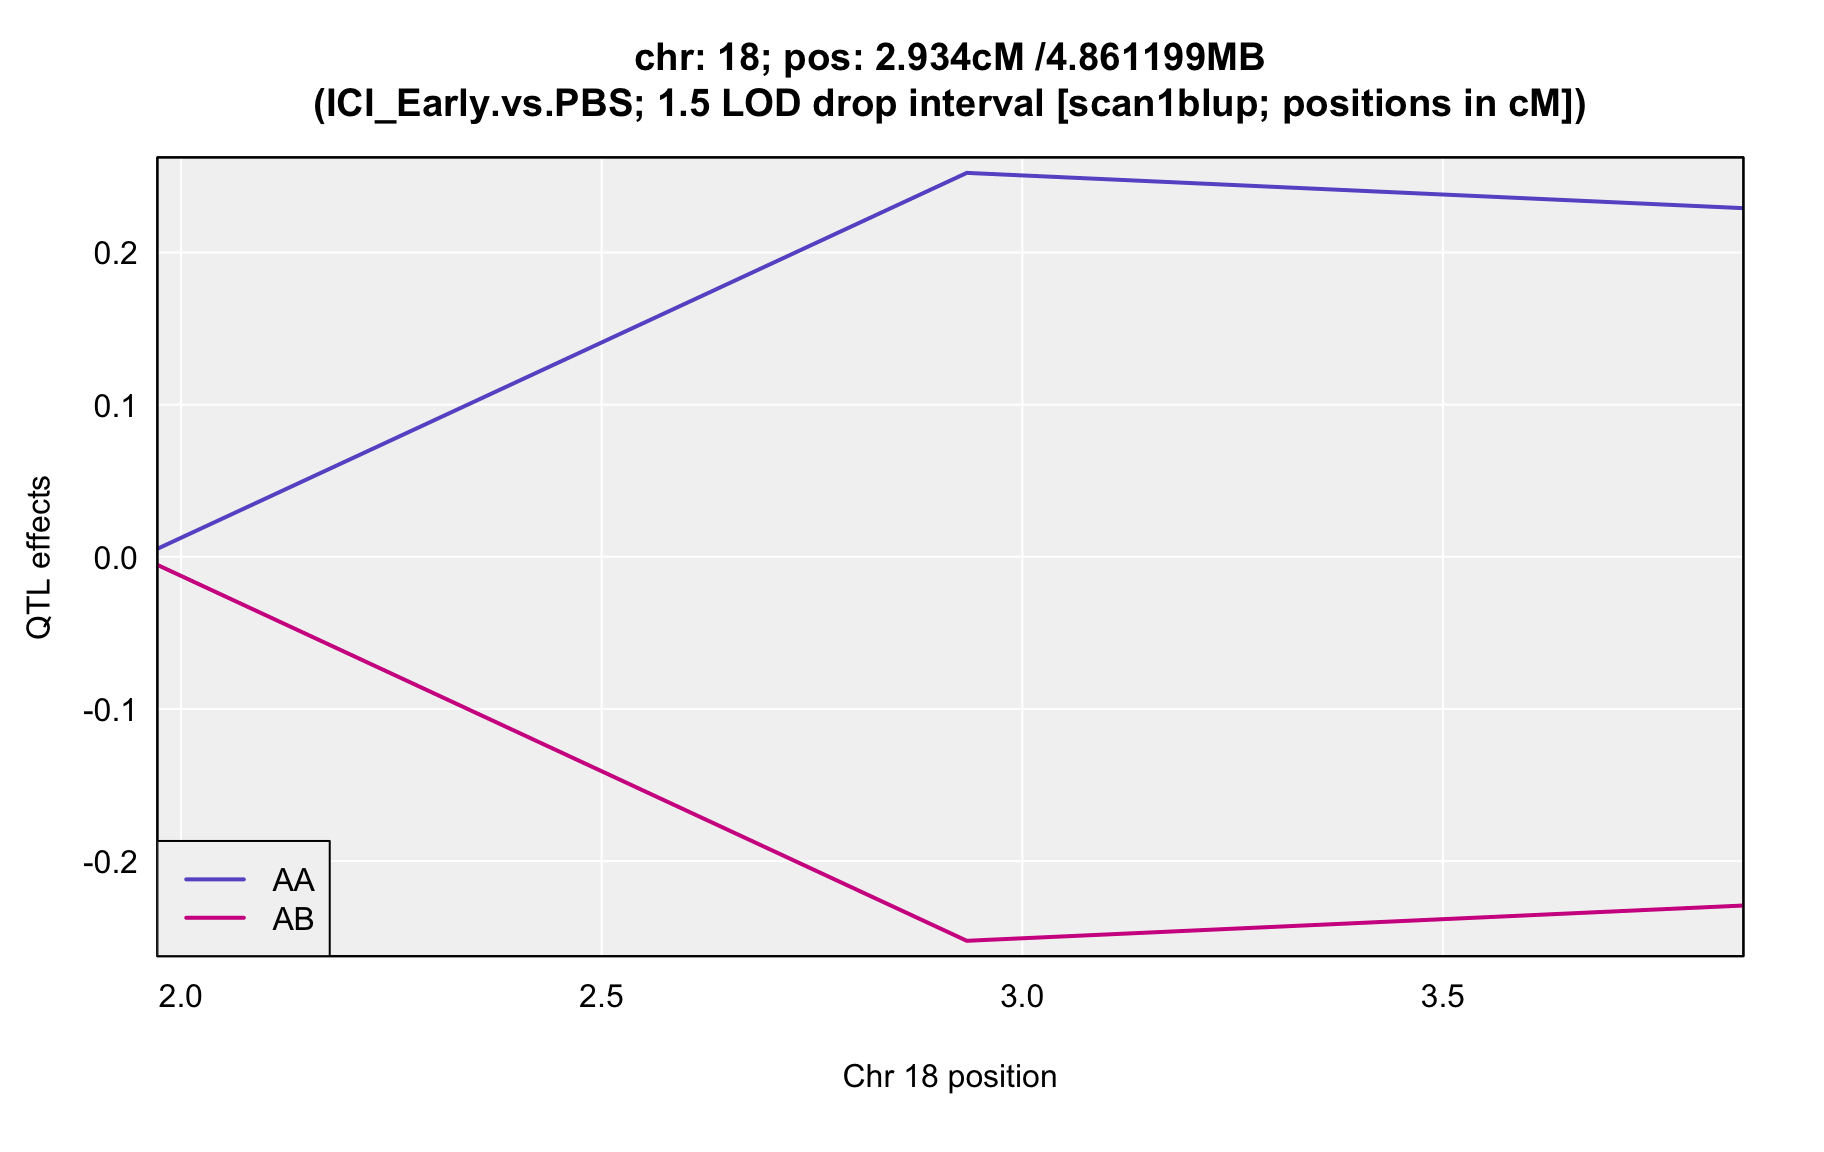 chr: 18; pos: 2.934cM /4.861199MB
(ICI_Early.vs.PBS; 1.5 LOD drop interval [scan1blup; positions in cM])
QTL effects
0.2
0.1
0.0
-0.1
-0.2
AA
AB
2.0
2.5
3.0
3.5
Chr 18 position